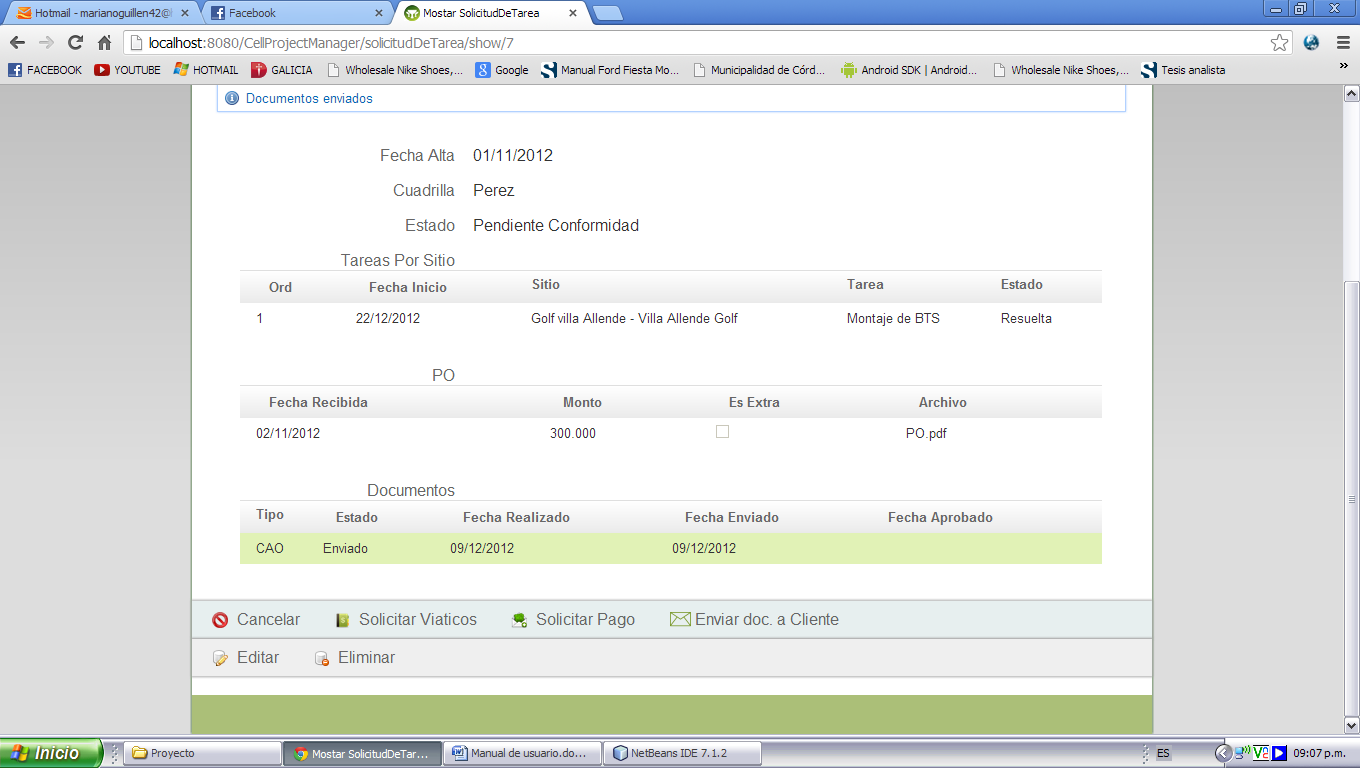 Hotmail - marianoguillen42@
Facebook
Mostar SolicitudDeTarea
localhost:8080/CellProjectManager/solicitudDeTarea/show/7
FACEBOOK YOUTUBE HOTMAIL GALICIA Wholesale Nike Shoes,... Google Manual Ford Fiesta Mo... Municipalidad de Córd... Android SDK | Android... Wholesale Nike Shoes,... Tesis analista »
Documentos enviados
Fecha Alta 01/11/2012
Cuadrilla Perez
Estado Pendiente Conformidad
Tareas Por Sitio
Ord Fecha Inicio Sitio Tarea Estado
1 22/12/2012 Golf villa Allende - Villa Allende Golf Montaje de BTS Resuelta
PO
Fecha Recibida Monto Es Extra Archivo
02/11/2012 300.000 PO.pdf
Documentos
Tipo Estado Fecha Realizado Fecha Enviado Fecha Aprobado
CAO Enviado 09/12/2012 09/12/2012
Cancelar Solicitar Viaticos Solicitar Pago Enviar doc. a Cliente
Editar Eliminar
Inicio Proyecto Mostar SolicitudDeTar... Manual de usuario.do... NetBeans IDE 7.1.2 ES 09:07 p.m.